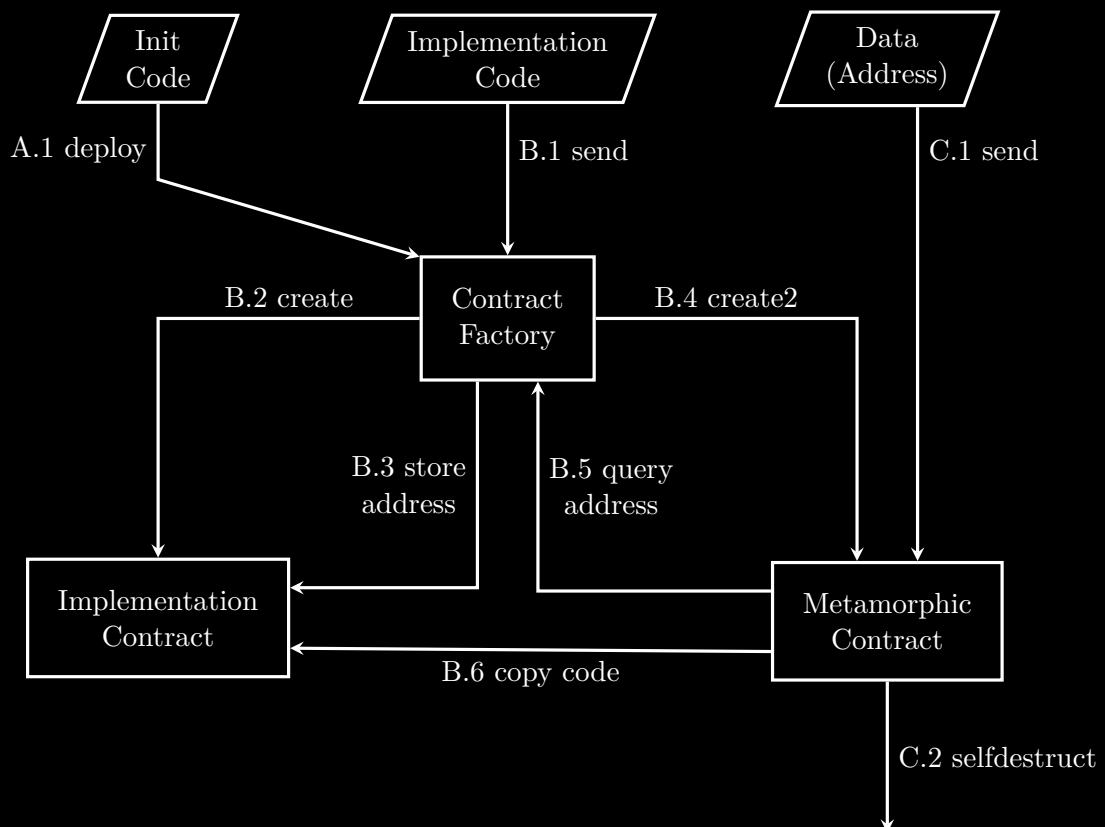 Init
Code
Implementation
Code
Data
(Address)
A.1 deploy
B.1 send
C.1 send
B.2 create
Contract
Factory
B.4 create2
B.3 store
address
B.5 query
address
Implementation
Contract
Metamorphic
Contract
B.6 copy code
C.2 selfdestruct